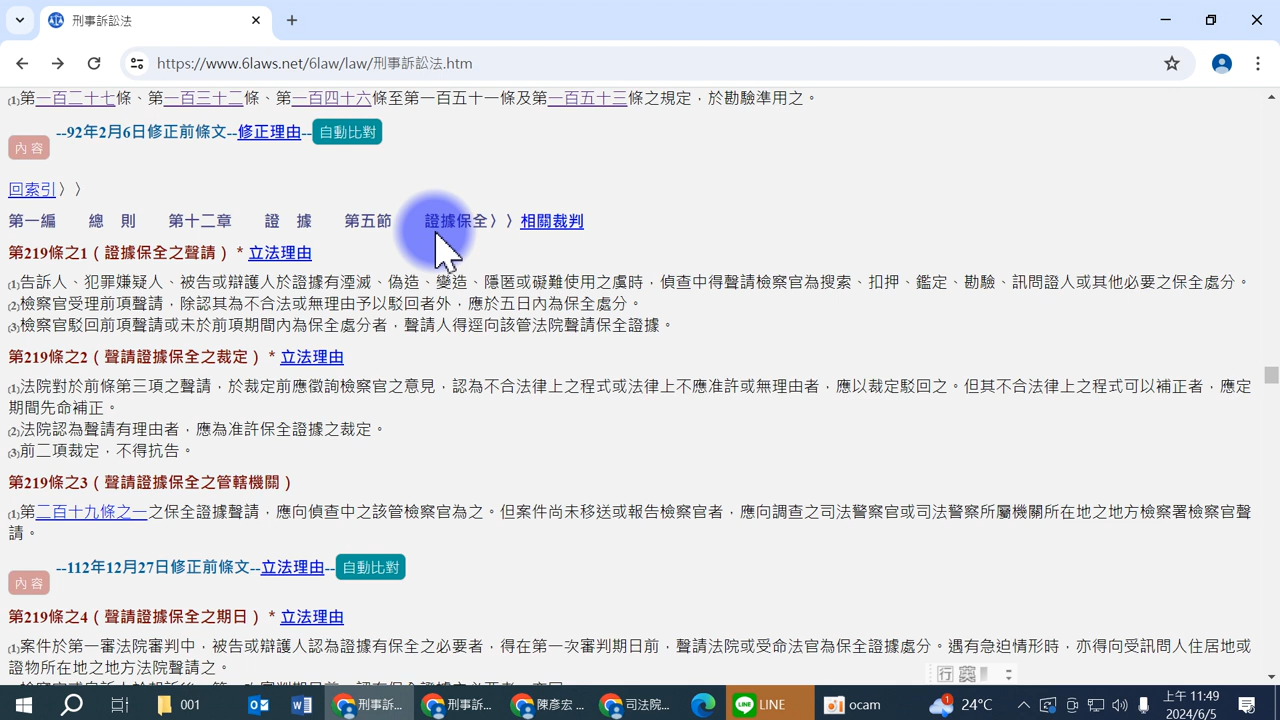 刑事訴訟法
https://www.6laws.net/6law/law/刑事訴訟法.htm
⑴第一百二十七條、第一百三十二條、第一百四十六條至第一百五十一條及第一百五十三條之規定，於勘驗準用之。
內 容 --92年2月6日修正前條文--修正理由--自動比對
回索引〉〉
第一編　　總　則　　第十二章　　證　據　　第五節　　證據保全〉〉相關裁判
第219條之1（證據保全之聲請）＊立法理由
⑴告訴人、犯罪嫌疑人、被告或辯護人於證據有湮滅、偽造、變造、隱匿或礙難使用之虞時，偵查中得聲請檢察官為搜索、扣押、鑑定、勘驗、訊問證人或其他必要之保全處分。
⑵檢察官受理前項聲請，除認其為不合法或無理由予以駁回者外，應於五日內為保全處分。
⑶檢察官駁回前項聲請或未於前項期間內為保全處分者，聲請人得逕向該管法院聲請保全證據。
第219條之2（聲請證據保全之裁定）＊立法理由
⑴法院對於前條第三項之聲請，於裁定前應徵詢檢察官之意見，認為不合法律上之程式或法律上不應准許或無理由者，應以裁定駁回之。但其不合法律上之程式可以補正者，應定
期間先命補正。
⑵法院認為聲請有理由者，應為准許保全證據之裁定。
⑶前二項裁定，不得抗告。
第219條之3（聲請證據保全之管轄機關）
⑴第二百十九條之一之保全證據聲請，應向偵查中之該管檢察官為之。但案件尚未移送或報告檢察官者，應向調查之司法警察官或司法警察所屬機關所在地之地方檢察署檢察官聲
請。
內 容 --112年12月27日修正前條文--立法理由--自動比對
第219條之4（聲請證據保全之期日）＊立法理由
⑴案件於第一審法院審判中，被告或辯護人認為證據有保全之必要者，得在第一次審判期日前，聲請法院或受命法官為保全證據處分。遇有急迫情形時，亦得向受訊問人住居地或
證物所在地之地方法院聲請之。
行 英
001 刑事訴... 刑事訴... 陳彥宏 ... 司法院... LINE ocam 24°C 上午 11:49
2024/6/5